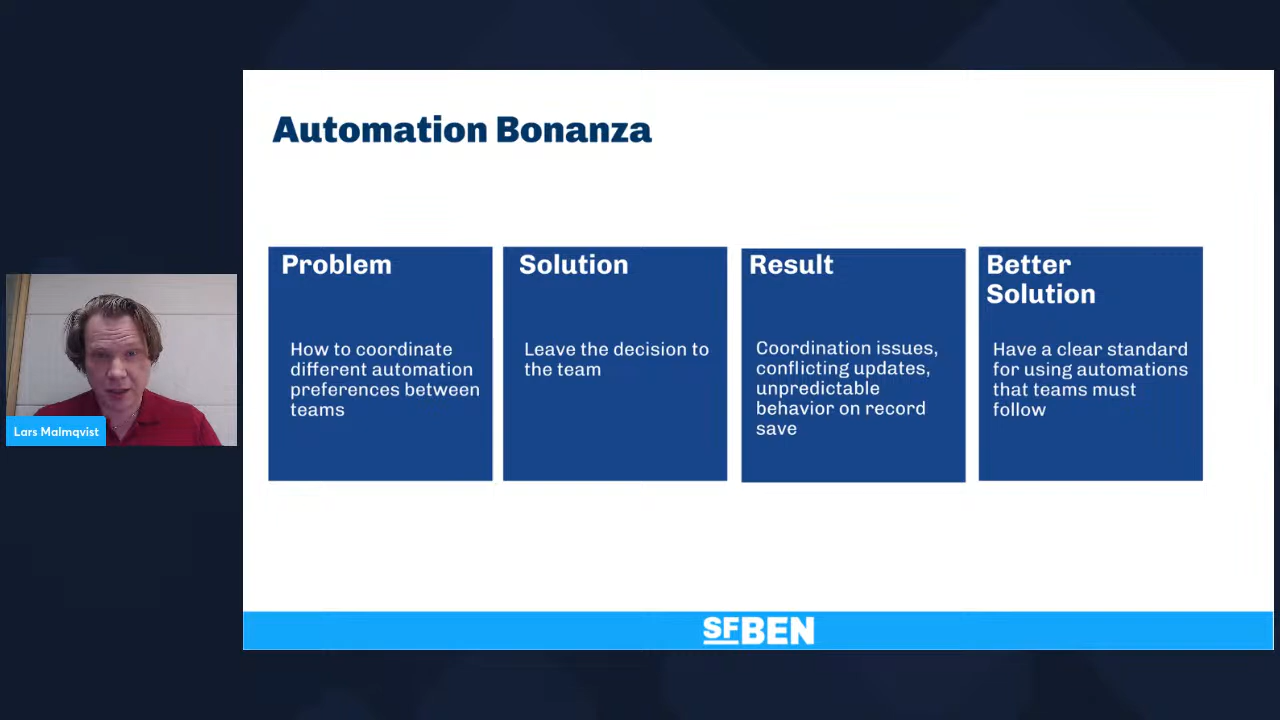 Automation Bonanza
Problem
How to coordinate
different automation
preferences between
teams
Solution
Leave the decision to
the team
Result
Coordination issues,
conflicting updates,
unpredictable
behavior on record
save
Better
Solution
Have a clear standard
for using automations
that teams must
follow
Lars Malmqvist
SFBEN